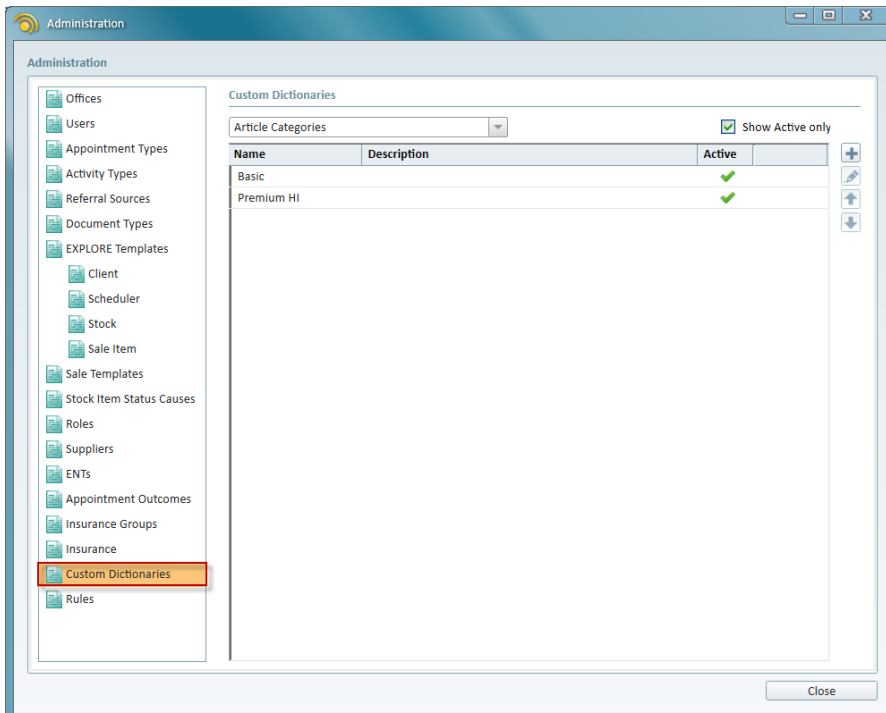 Administration
Administration
Offices
Users
Appointment Types
Activity Types
Referral Sources
Document Types
EXPLORE Templates
Client
Scheduler
Stock
Sale Item
Sale Templates
Stock Item Status Causes
Roles
Suppliers
ENTs
Appointment Outcomes
Insurance Groups
Insurance
Custom Dictionaries
Rules
Custom Dictionaries
Article Categories Show Active only
Name Description Active
Basic
Premium HI
Close